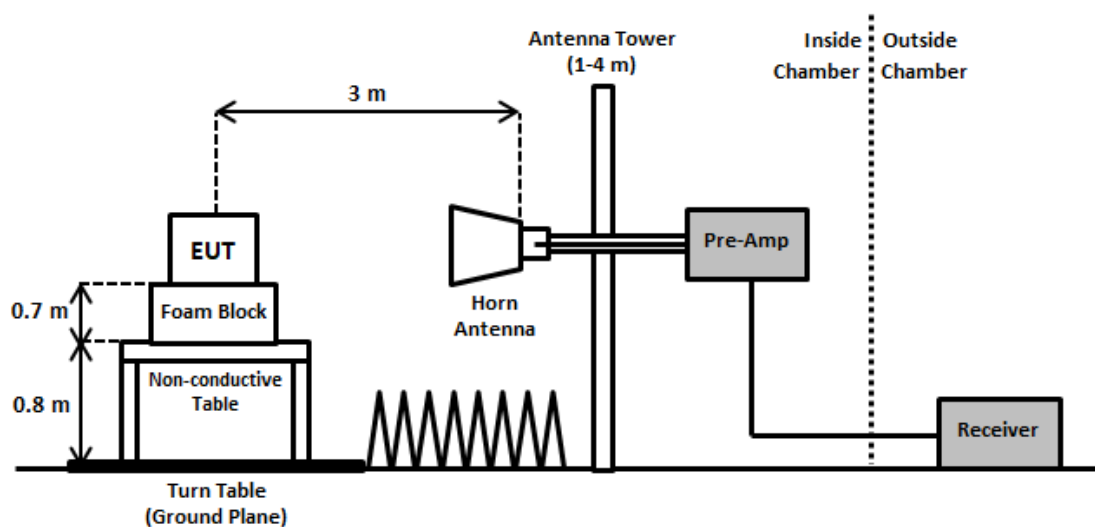 Antenna Tower
(1-4 m)
Inside
Chamber
Outside
Chamber
3 m
EUT
Pre-Amp
0.7 m
Foam Block
Horn
Antenna
Non-conductive
Table
0.8 m
Receiver
Turn Table
(Ground Plane)